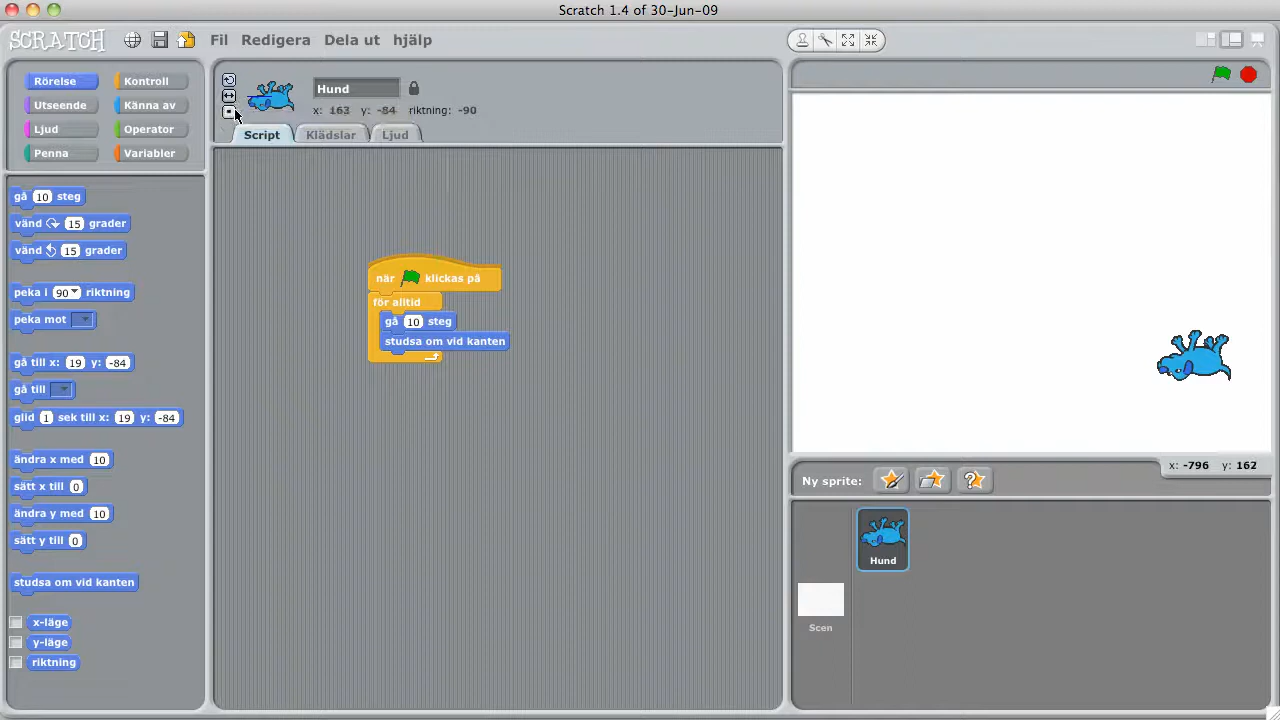 Scratch 1.4 of 30-Jun-09
SCRATCH
Fil Redigera Dela ut hjälp
Rörelse Kontroll
Utseende Känna av
Ljud Operator
Penna Variabler
Hund
x: 163 y: -84 riktning: -90
Script Klädslar Ljud
gå 10 steg
vänd 15 grader
vänd 15 grader
peka i 90 riktning
peka mot
gå till x: 19 y: -84
gå till
glid 1 sek till x: 19 y: -84
ändra x med 10
sätt x till 0
ändra y med 10
sätt y till 0
studsa om vid kanten
x-läge
y-läge
riktning
när klickas på
för alltid
gå 10 steg
studsa om vid kanten
x: -796 y: 162
Ny sprite:
Hund
Scen